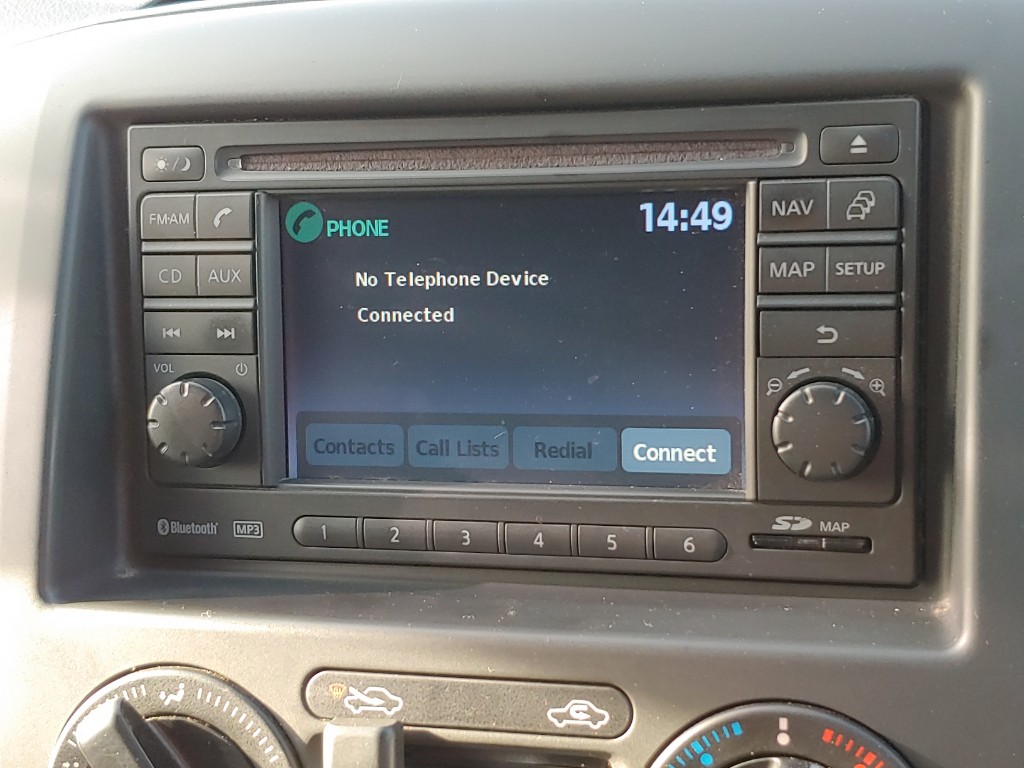 FM·AM
CD AUX
VOL
PHONE
14:49
No Telephone Device
Connected
Contacts Call Lists Redial Connect
NAV
MAP SETUP
Bluetooth MP3
1 2 3 4 5 6
SD MAP